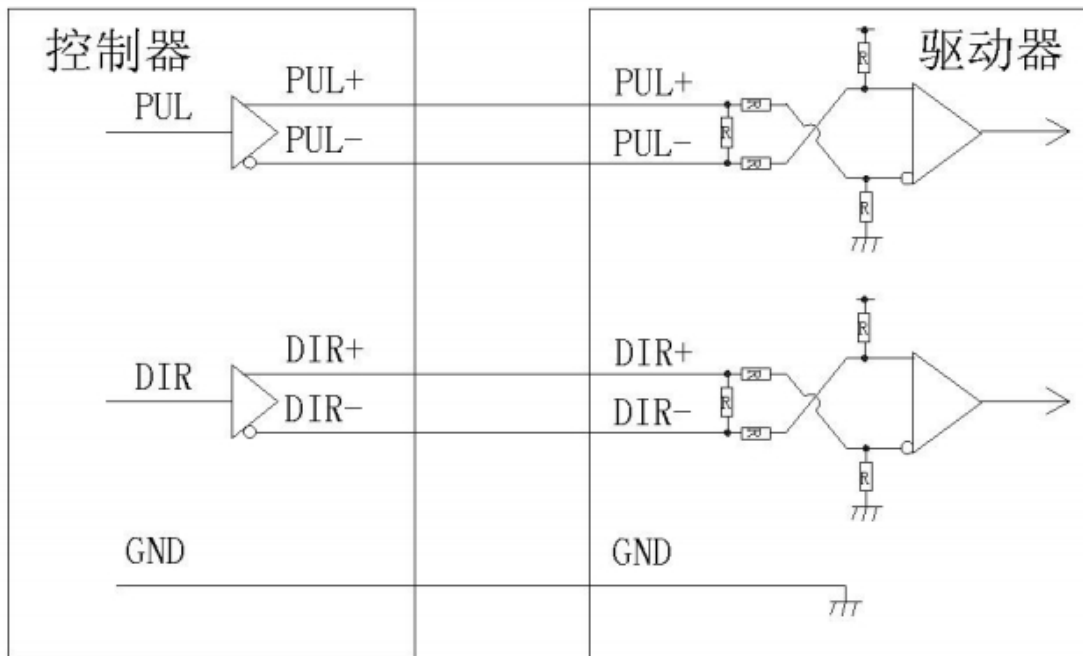 控制器
驱动器
R
PUL
PUL+
PUL+
R
R
PUL-
PUL-
R
R
R
DIR
DIR+
DIR+
R
R
DIR-
DIR-
R
R
GND
GND